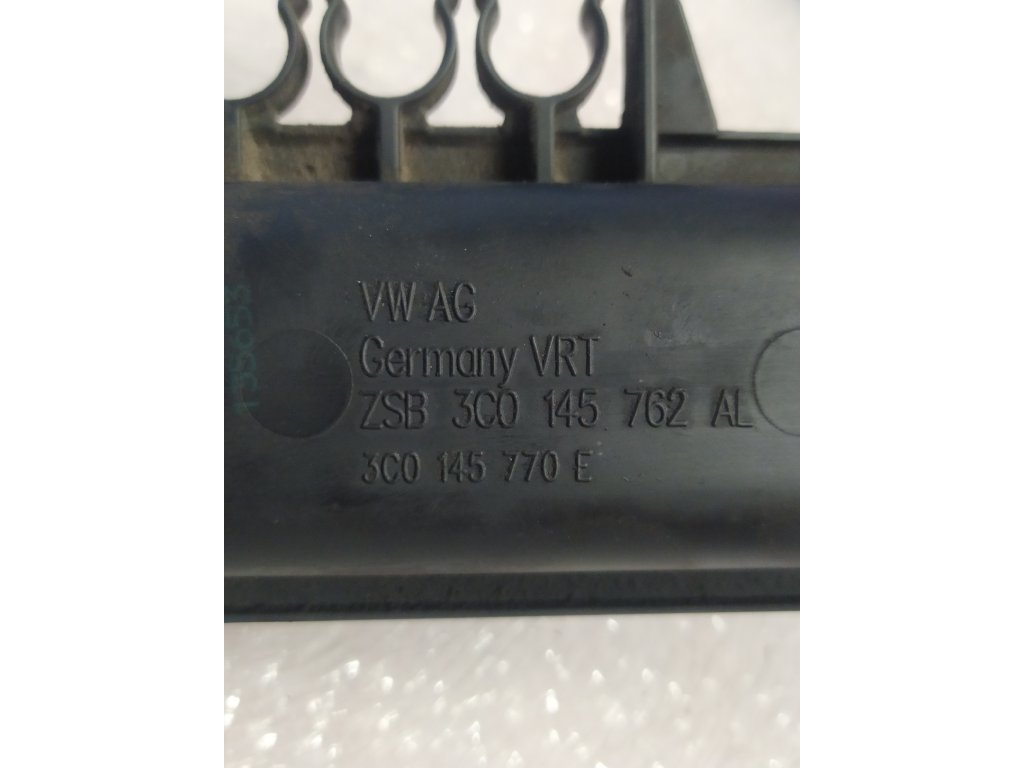 VW AG
Germany VRT
ZSB 3C0 145 762 AL
3C0 145 770 E